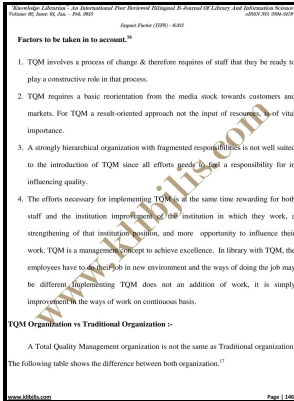 "Knowledge Librarian" - An International Peer Reviewed Bilingual E-Journal Of Library And Information Science
Volume: 02, Issue: 01, Jan. – Feb. 2015
eISSN NO. 2394-2479
Impact Factor (IIJIF) - 0.331
Factors to be taken in to account.16
1. TQM involves a process of change & therefore requires of staff that they be ready to
play a constructive role in that process.
2. TQM requires a basic reorientation from the media stock towards customers and
markets. For TQM a result-oriented approach not the input of resources, is of vital
importance.
3. A strongly hierarchical organization with fragmented responsibilities is not well suited
to the introduction of TQM since all efforts needs to feel a responsibility for in
influencing quality.
4. The efforts necessary for implementing TQM is at the same time rewarding for both
staff and the institution improvement of the institution in which they work, a
strengthening of that institution position, and more opportunity to influence their
work. TQM is a management concept to achieve excellence. In library with TQM, the
employees have to do their job in new environment and the ways of doing the job may
be different. Implementing TQM does not an addition of work, it is simply
improvement in the ways of work on continuous basis.
TQM Organization vs Traditional Organization :-
A Total Quality Management organization is not the same as Traditional organization
The following table shows the difference between both organization.17
www.klibjlis.com
www.klibjlis.com
Page | 146